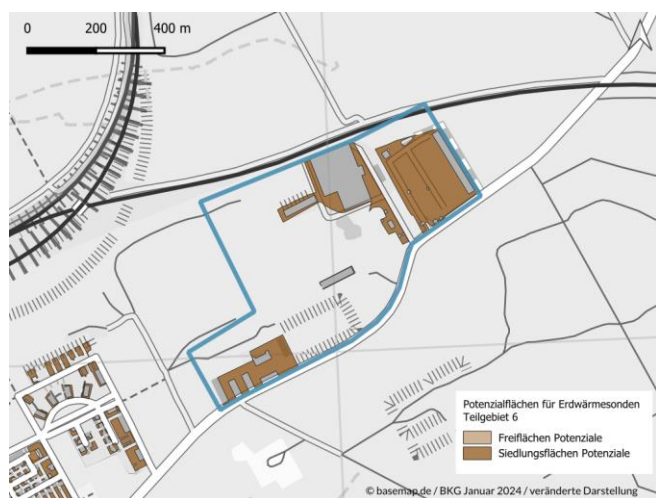 0 200 400 m
Potenzialflächen für Erdwärmesonden
Teilgebiet 6
Freiflächen Potenziale
Siedlungsflächen Potenziale
© basemap.de / BKG Januar 2024 / veränderte Darstellung